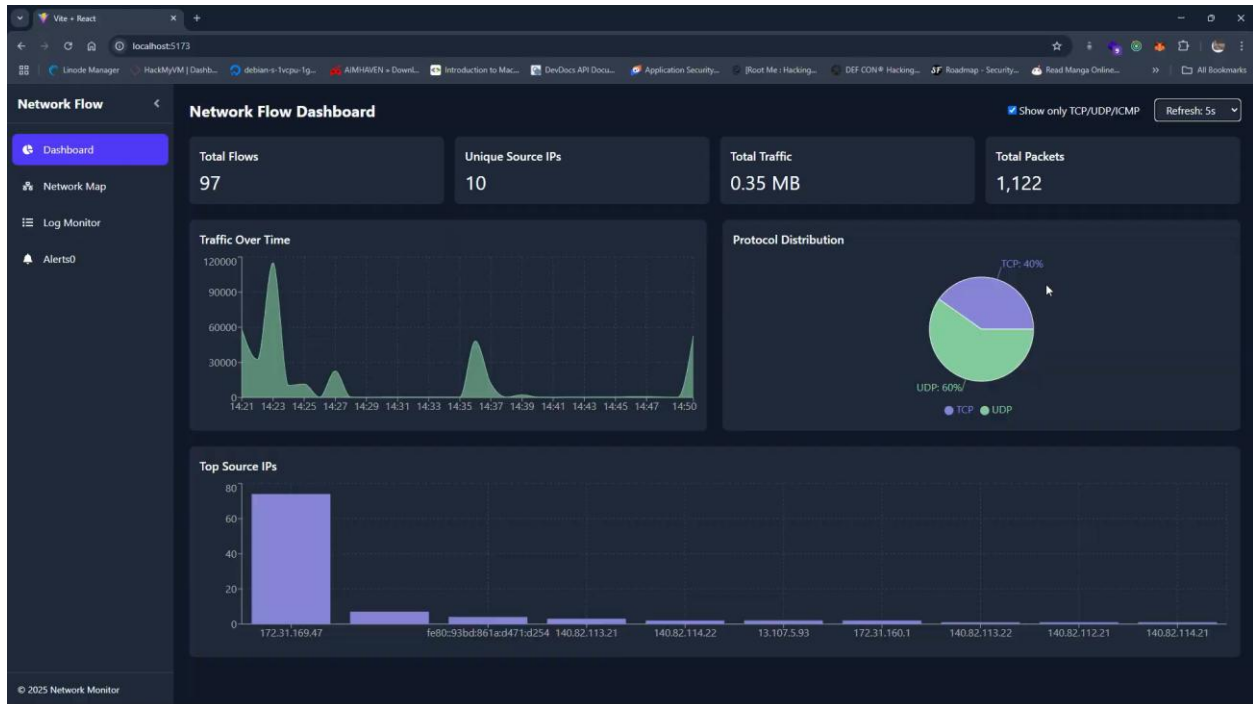 Vite + React
localhost:5173
Linode Manager
HackMyVM | Dashb...
debian-s-1vcpu-1g...
AIMHAVEN » Downl...
Introduction to Mac...
DevDocs API Docu...
Application Security...
[Root Me : Hacking...
DEF CON® Hacking...
Roadmap - Security...
Read Manga Online...
»
All Bookmarks
Network Flow
Dashboard
Network Map
Log Monitor
Alerts0
© 2025 Network Monitor
Network Flow Dashboard
Show only TCP/UDP/ICMP
Refresh: 5s
Total Flows
97
Unique Source IPs
10
Total Traffic
0.35 MB
Total Packets
1,122
Traffic Over Time
120000
90000
60000
30000
0
14:21 14:23 14:25 14:27 14:29 14:31 14:33 14:35 14:37 14:39 14:41 14:43 14:45 14:47 14:50
Protocol Distribution
TCP: 40%
UDP: 60%
TCP UDP
Top Source IPs
80
60
40
20
0
172.31.169.47 fe80::93bd:861a:d471:d254 140.82.113.21 140.82.114.22 13.107.5.93 172.31.160.1 140.82.113.22 140.82.112.21 140.82.114.21